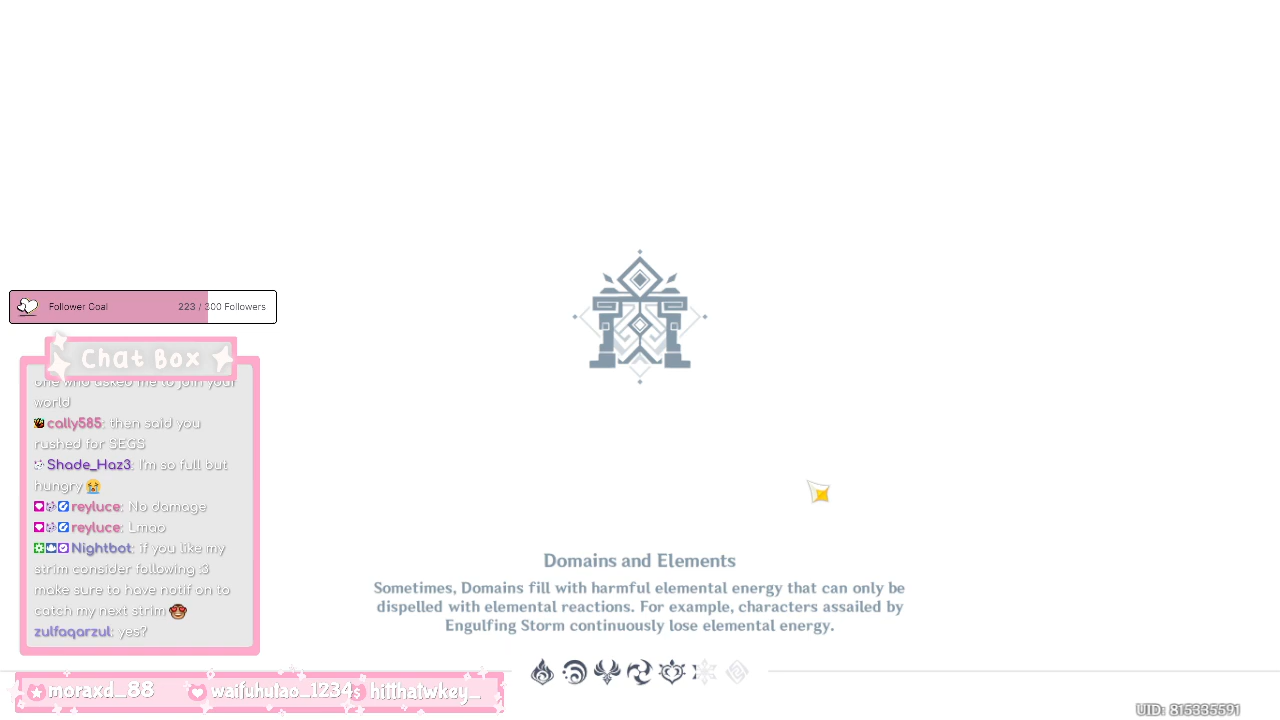 Follower Coal 223 / 300 Followers
Chat Box
one who asked me to join your
world
cally585: then said you
rushed for SEGS
Shade_Haz3: I'm so full but
hungry 😭
reyluce: No damage
reyluce: Lmao
Nightbot: if you like my
strim consider following :3
make sure to have notif on to
catch my next strim 😍
zulfaqarzul: yes?
Domains and Elements
Sometimes, Domains fill with harmful elemental energy that can only be
dispelled with elemental reactions. For example, characters assailed by
Engulfing Storm continuously lose elemental energy.
moraxd_88 waifuhutao_1234s hitthatwkey_
UID: 815335591